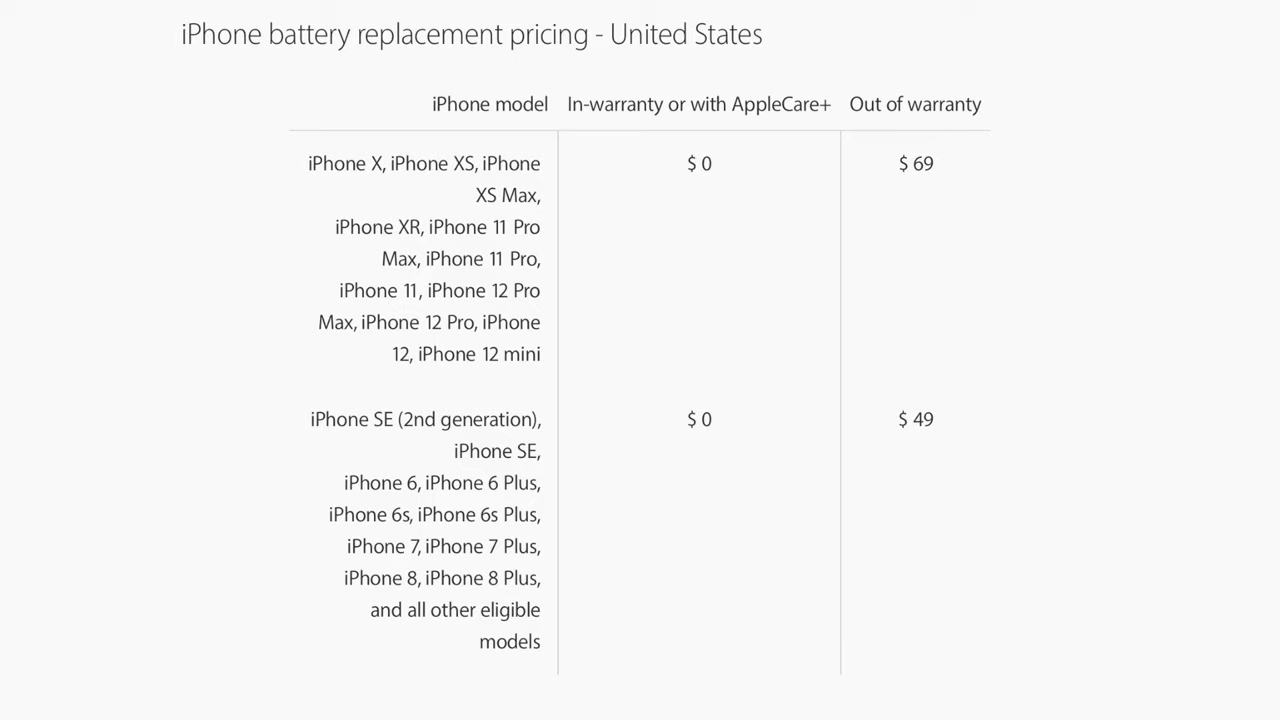 iPhone battery replacement pricing - United States
iPhone model In-warranty or with AppleCare+ Out of warranty
iPhone X, iPhone XS, iPhone $ 0 $ 69
XS Max,
iPhone XR, iPhone 11 Pro
Max, iPhone 11 Pro,
iPhone 11, iPhone 12 Pro
Max, iPhone 12 Pro, iPhone
12, iPhone 12 mini
iPhone SE (2nd generation), $ 0 $ 49
iPhone SE,
iPhone 6, iPhone 6 Plus,
iPhone 6s, iPhone 6s Plus,
iPhone 7, iPhone 7 Plus,
iPhone 8, iPhone 8 Plus,
and all other eligible
models